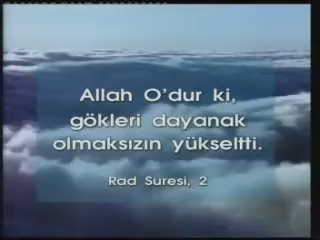 Allah O'dur ki,
gökleri dayanak
olmaksızın yükseltti.
Rad Suresi, 2